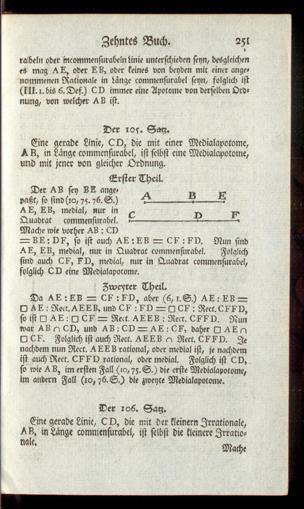 Zehntes Buch. 251
rabeln oder incommensurabeln linie unterschieden seyn, desgleichen
es mag AE, oder EB, oder keines von beyden mit einer ange-
nommenen Rationale in Länge commensurabel seyn, folglich ist
(III. 1. bis 6. Def.) CD immer eine Apotome von derselben Ord-
nung, von welcher AB ist.
Der 105. Satz.
Eine gerade Linie, CD, die mit einer Medialapotome,
AB, in Länge commensurabel, ist selbst eine Medialapotome,
und mit jener von gleicher Ordnung.
Erster Theil.
Der AB sey BE ange-
paßt, so sind (10, 75. 76. S.)
AE, EB, medial, nur in
Quadrat commensurabel.
Mache wie vorher AB : CD
A B E
C D F
= BE : DF, so ist auch AE : EB = CF : FD. Nun sind
AE, EB, medial, nur in Quadrat commensurabel. Folglich
sind auch CF, FD, medial, nur in Quadrat commensurabel,
folglich CD eine Medialapotome.
Zweyter Theil.
Da AE : EB = CF : FD, aber (6, 1. S.) AE : EB =
□ AE : Rect. AEEB, und CF : FD = □ CF : Rect. CFFD,
so ist □ AE : □ CF = Rect. AEEB : Rect. CFFD. Nun
war AB ∩ CD, und AB : CD = AE : CF, daher □ AE ∩
□ CF. Folglich ist auch Rect. AEEB ∩ Rect. CFFD. Je
nachdem nun Rect. AEEB rational, oder medial ist, je nachdem
ist auch Rect. CFFD rational, oder medial. Folglich ist CD,
so wie AB, im ersten Fall (10, 75. S.) die erste Medialapotome,
im andern Fall (10, 76. S.) die zweyte Medialapotome.
Der 106. Satz.
Eine gerade Linie, CD, die mit der kleinern Irrationale,
AB, in Länge commensurabel, ist selbst die kleinere Irratio-
nale.
Mache